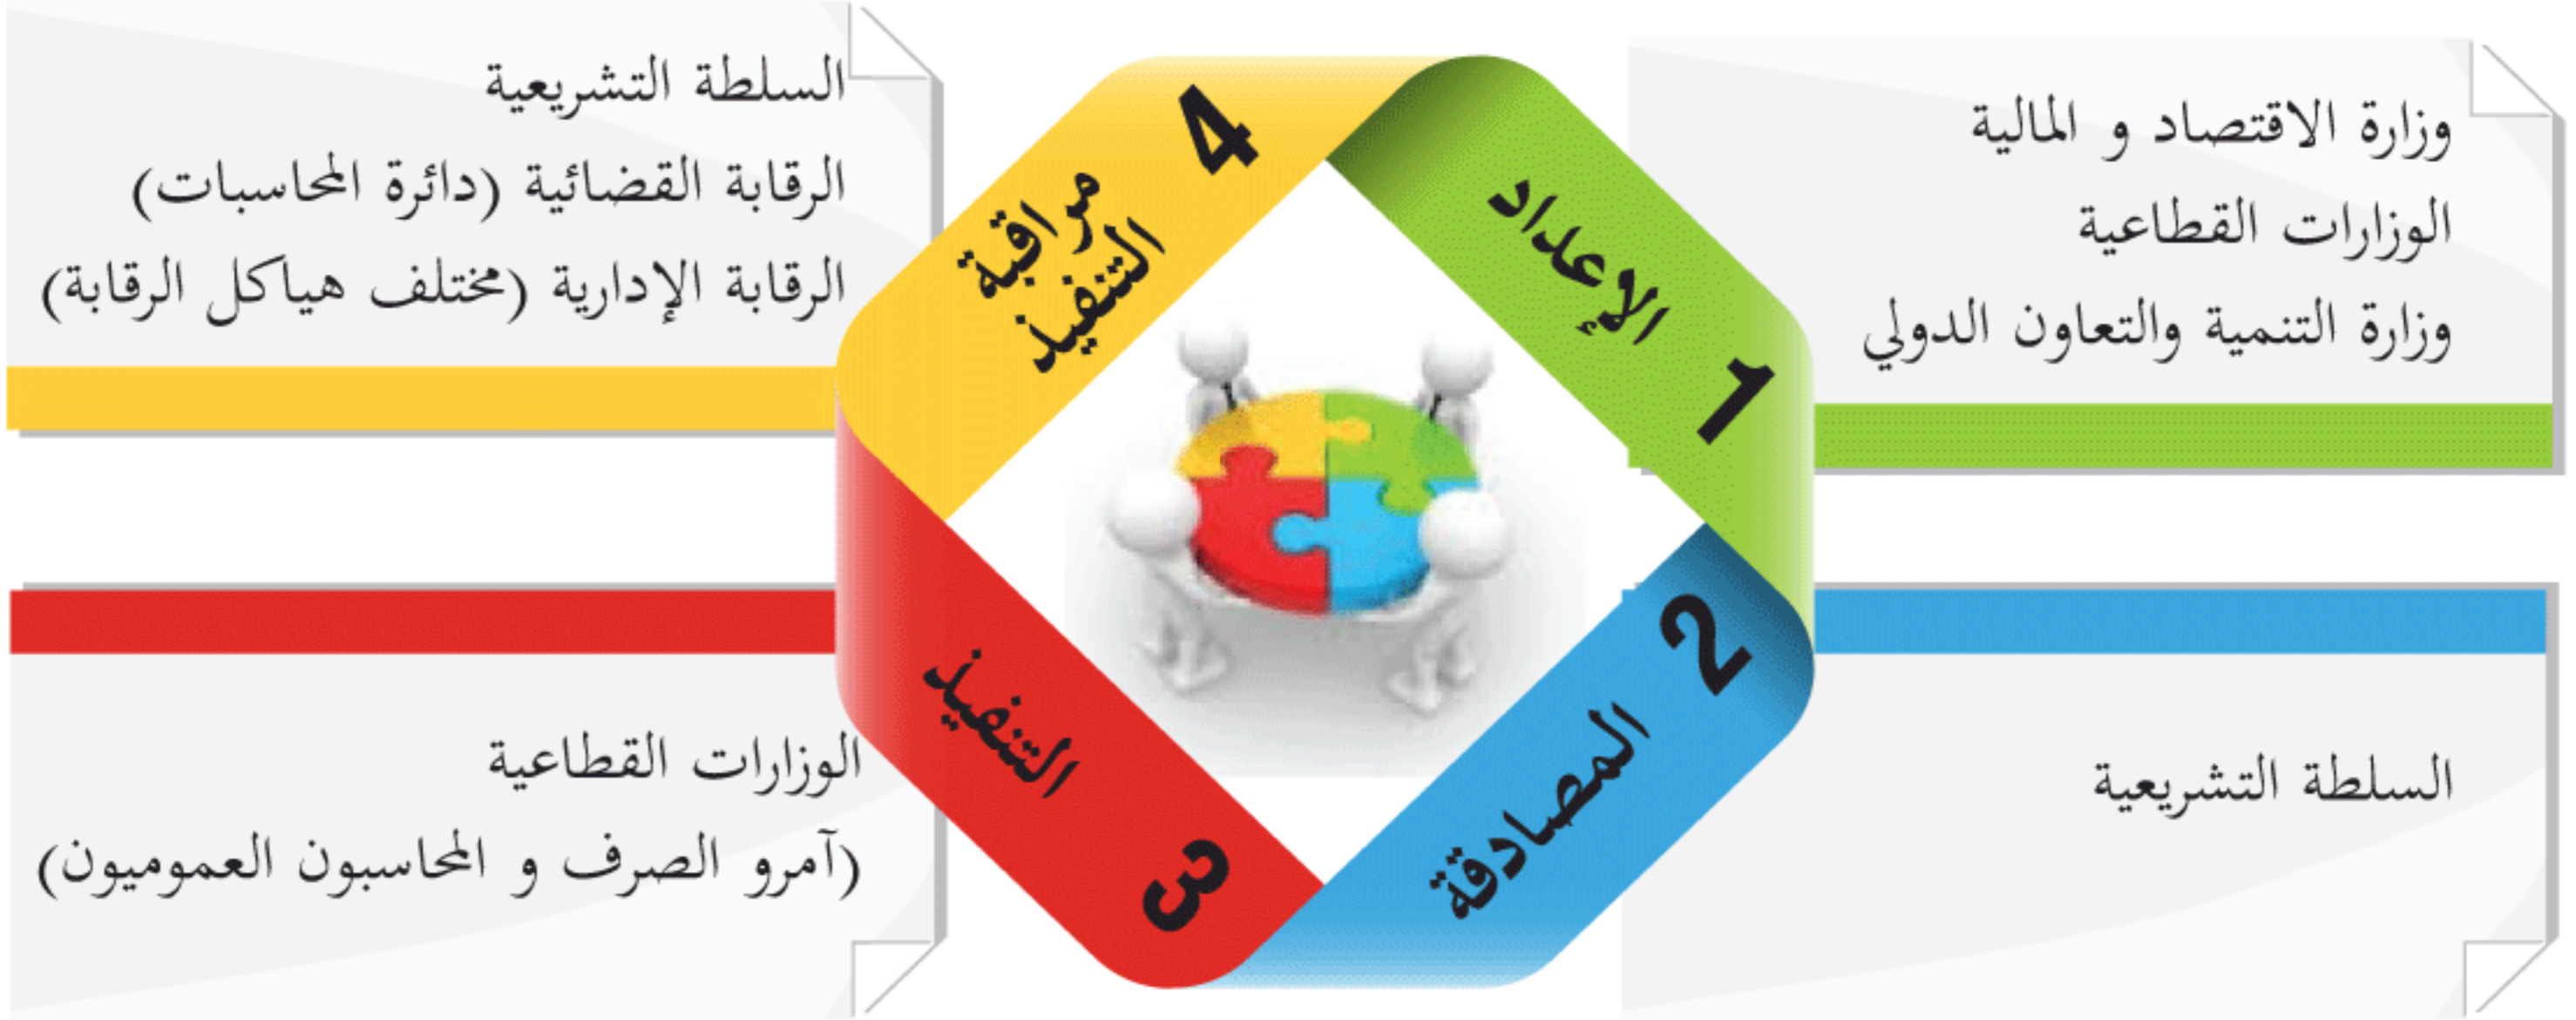 1
الإعداد
وزارة الاقتصاد و المالية
الوزارات القطاعية
وزارة التنمية والتعاون الدولي
2
المصادقة
السلطة التشريعية
3
التنفيذ
الوزارات القطاعية
(آمرو الصرف و المحاسبون العموميون)
4
مراقبة
التنفيذ
السلطة التشريعية
الرقابة القضائية (دائرة المحاسبات)
الرقابة الإدارية (مختلف هياكل الرقابة)